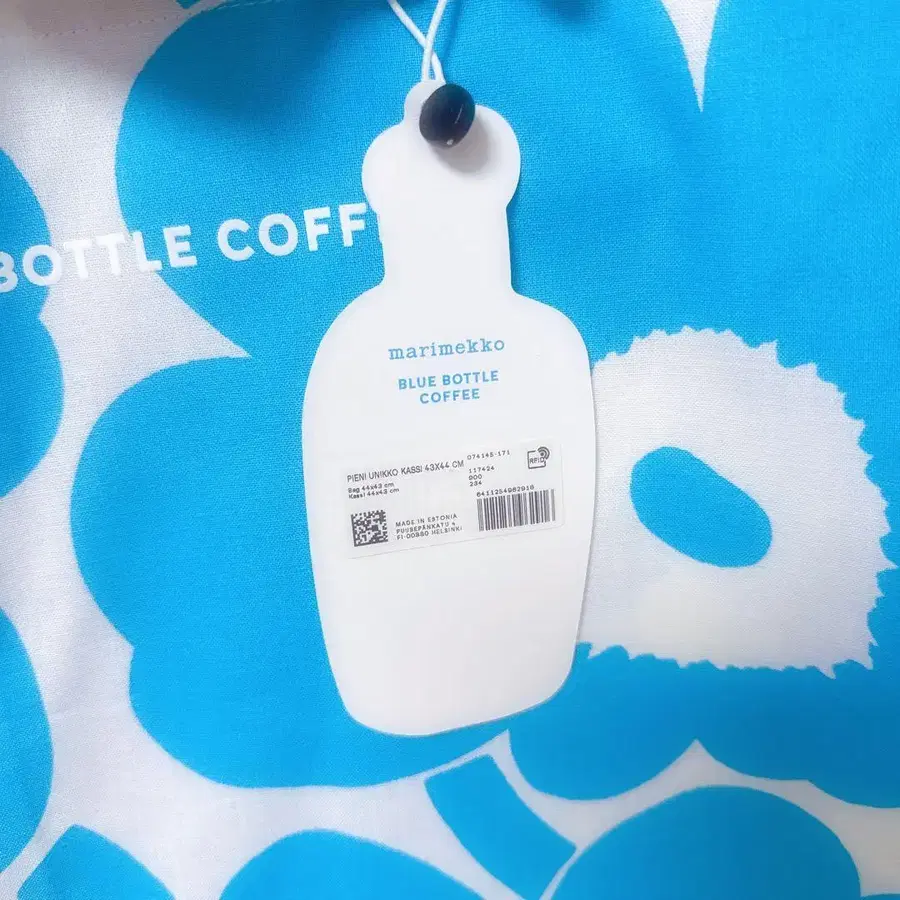 BOTTLE COFF
marimekko
BLUE BOTTLE
COFFEE
PIENI UNIKKO KASSI 43X44 CM
074145-171
RFID
Bag 44x43 cm
Kassi 44x43 cm
117424
900
234
6411254962910
MADE IN ESTONIA
PUUSEPÄNKATU 4
FI-00880 HELSINKI